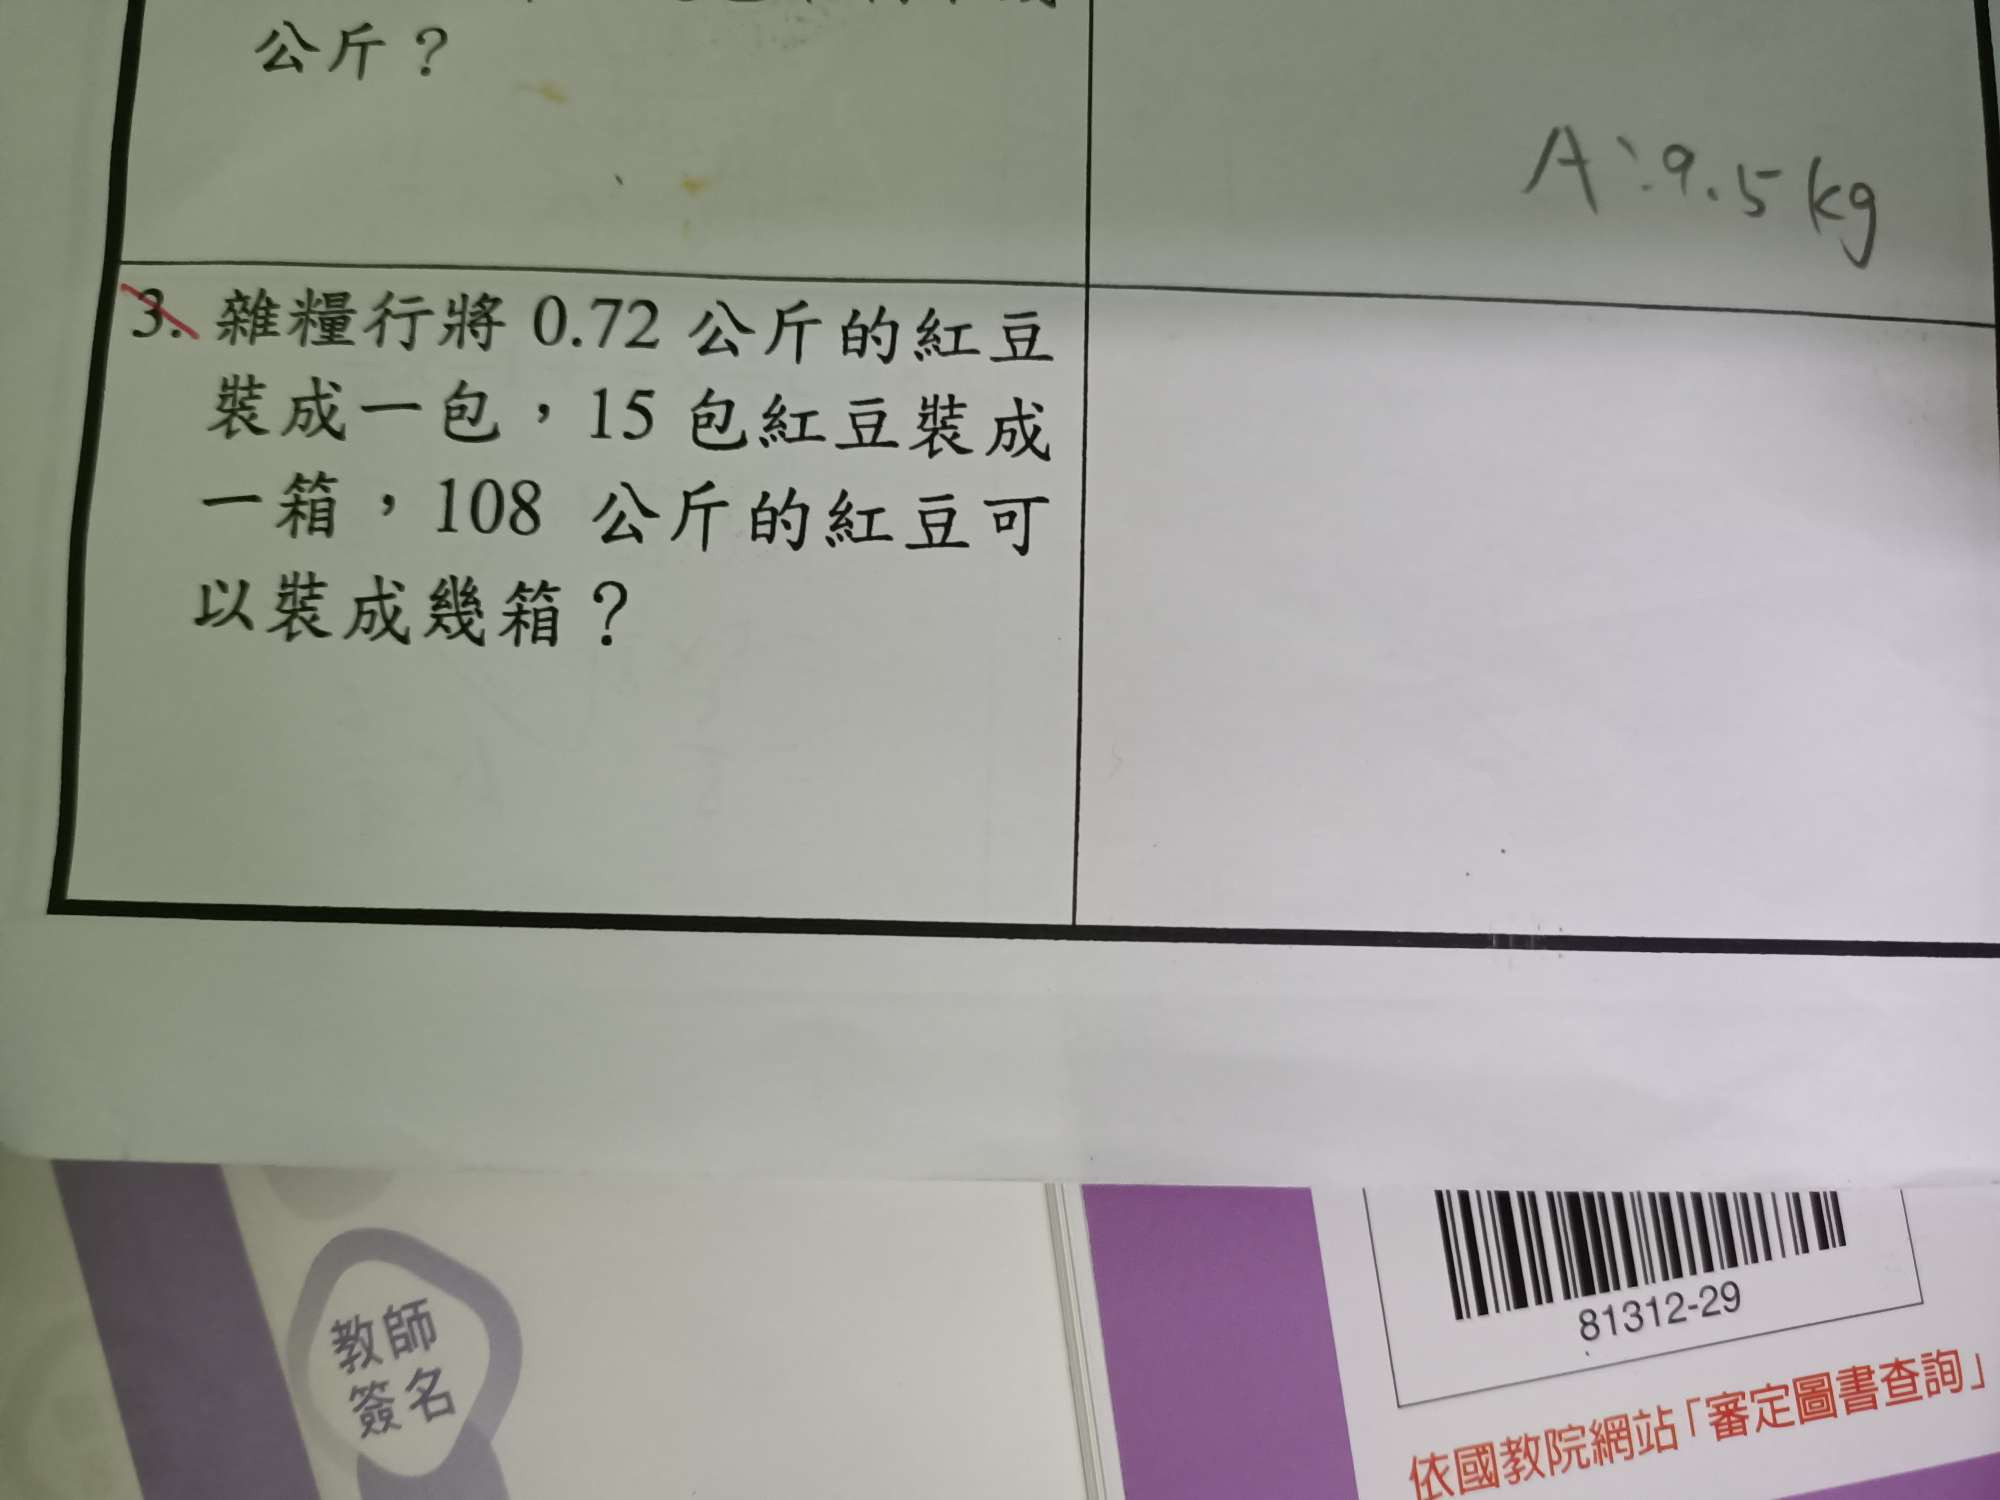 公斤？
A：9.5kg
3. 雜糧行將 0.72 公斤的紅豆
裝成一包，15 包紅豆裝成
一箱，108 公斤的紅豆可
以裝成幾箱？
教師
簽名
81312-29
依國教院網站「審定圖書查詢」